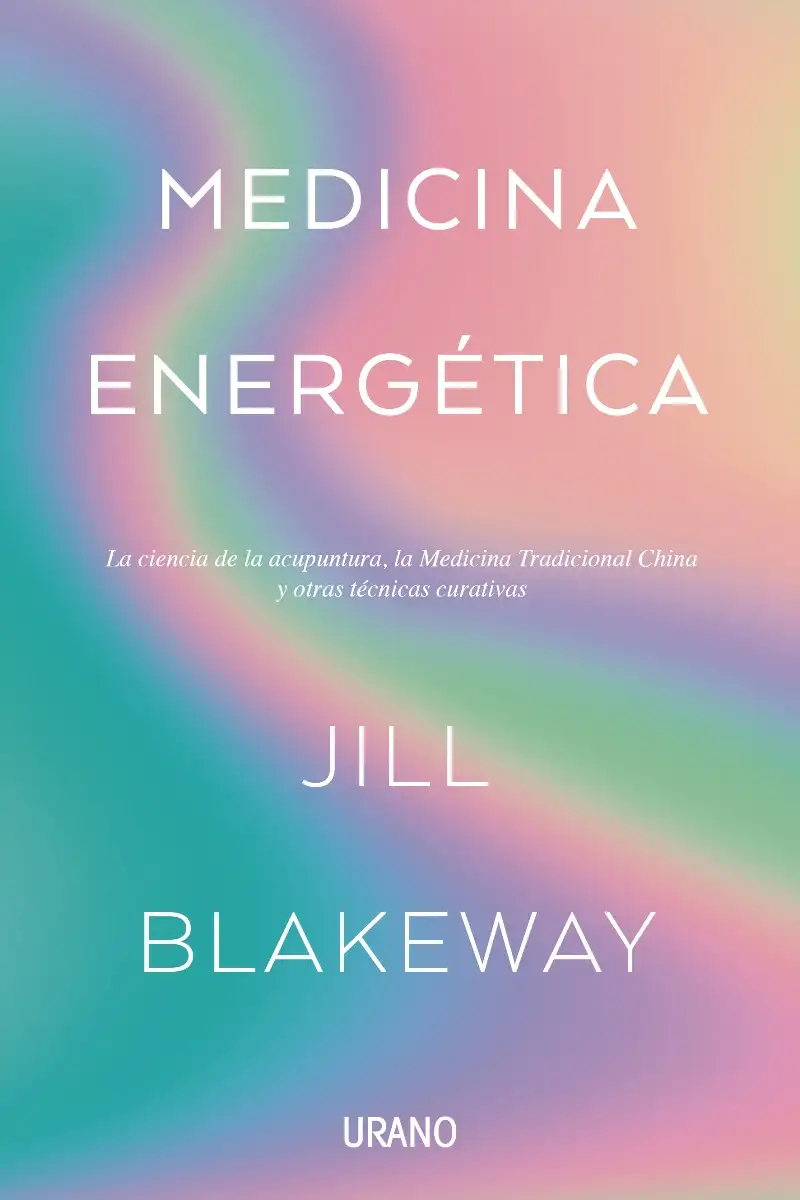 MEDICINA
ENERGÉTICA
La ciencia de la acupuntura, la Medicina Tradicional China
y otras técnicas curativas
JILL
BLAKEWAY
URANO